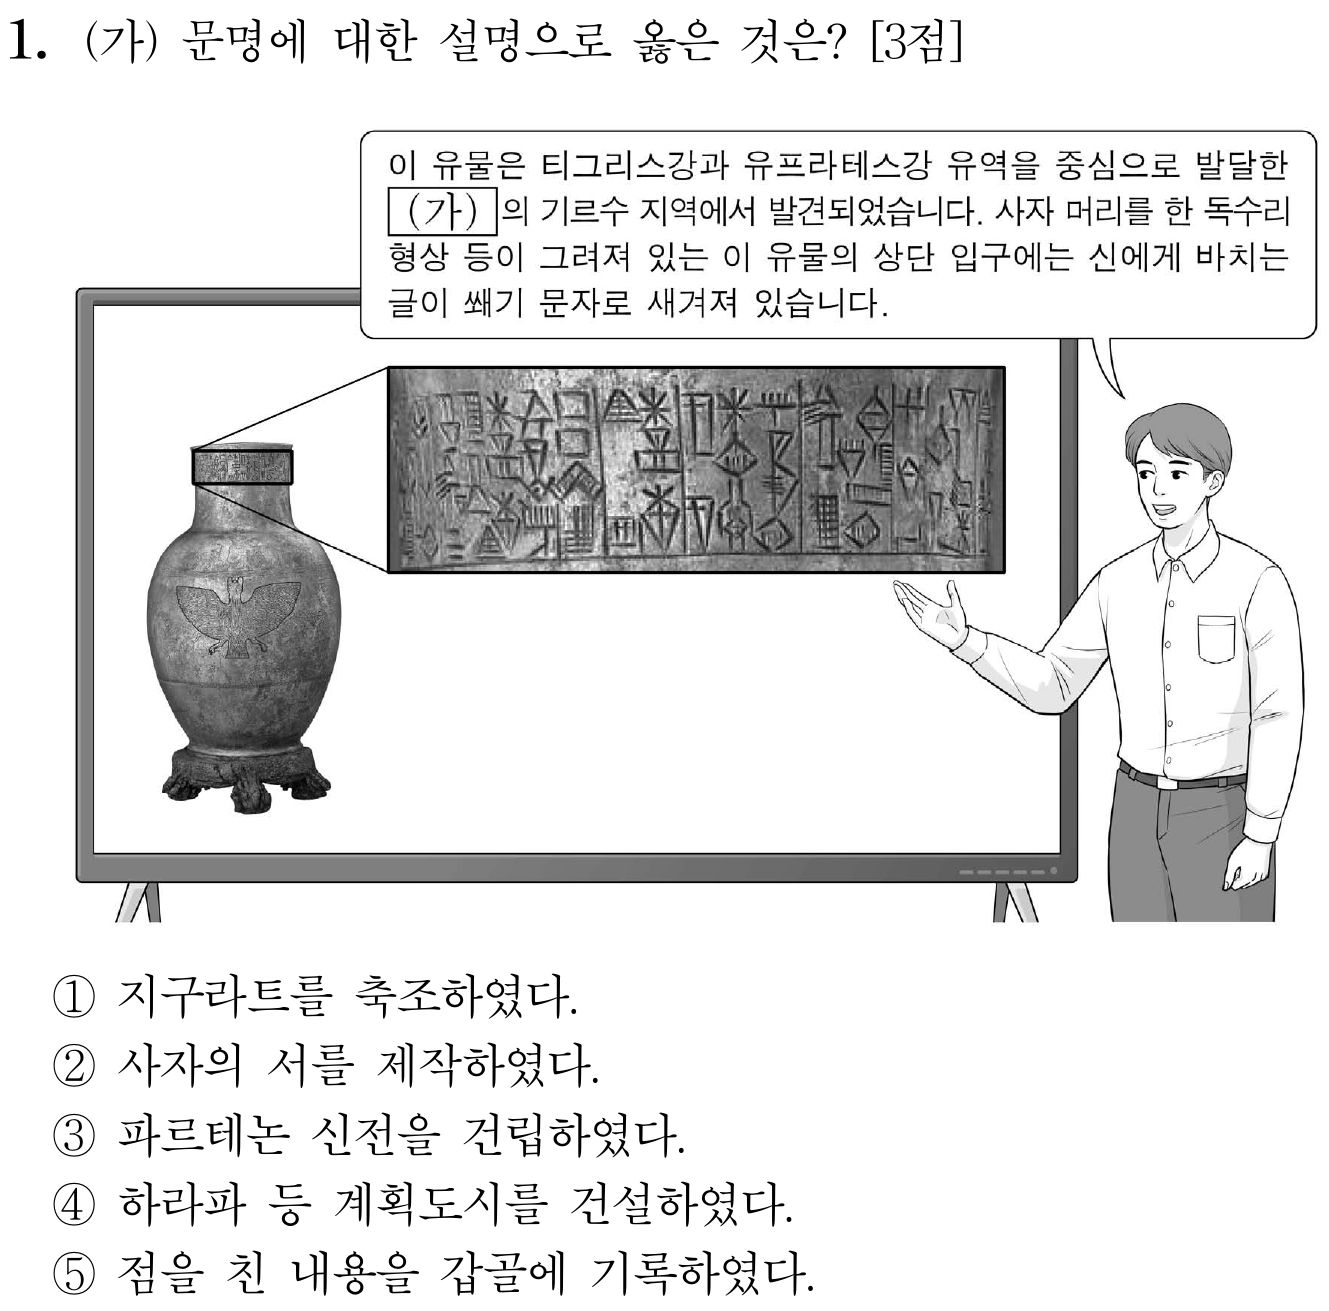 1. (가) 문명에 대한 설명으로 옳은 것은? [3점]
이 유물은 티그리스강과 유프라테스강 유역을 중심으로 발달한
(가) 의 기르수 지역에서 발견되었습니다. 사자 머리를 한 독수리
형상 등이 그려져 있는 이 유물의 상단 입구에는 신에게 바치는
글이 쐐기 문자로 새겨져 있습니다.
① 지구라트를 축조하였다.
② 사자의 서를 제작하였다.
③ 파르테논 신전을 건립하였다.
④ 하라파 등 계획도시를 건설하였다.
⑤ 점을 친 내용을 갑골에 기록하였다.